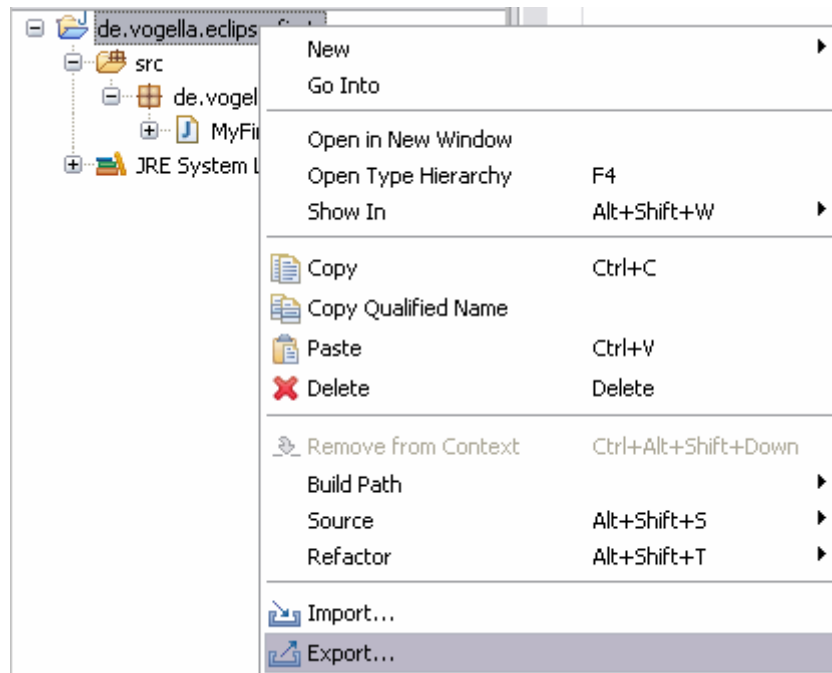 de.vogella.eclips
src
de.vogel
MyFi
JRE System L
New
Go Into
Open in New Window
Open Type Hierarchy F4
Show In Alt+Shift+W
Copy Ctrl+C
Copy Qualified Name
Paste Ctrl+V
Delete Delete
Remove from Context Ctrl+Alt+Shift+Down
Build Path
Source Alt+Shift+S
Refactor Alt+Shift+T
Import...
Export...